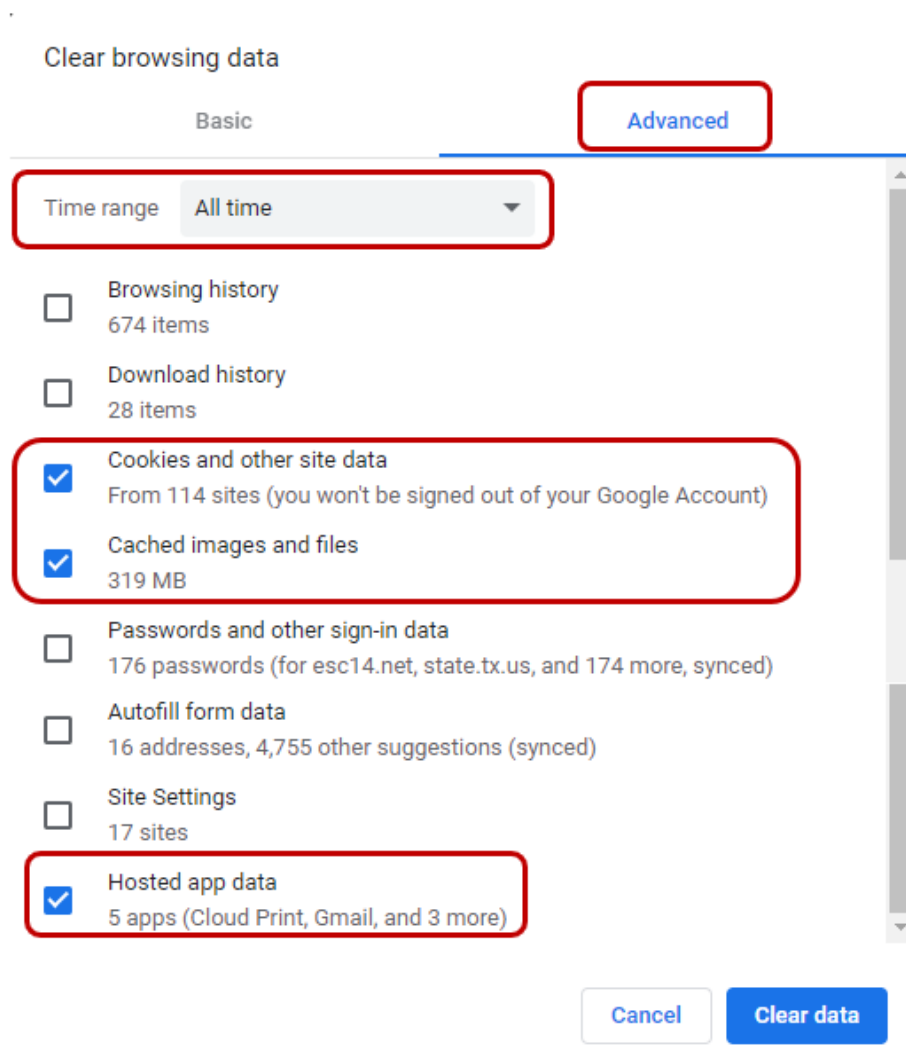 Clear browsing data
Basic
Advanced
Time range
All time
Browsing history
674 items
Download history
28 items
Cookies and other site data
From 114 sites (you won't be signed out of your Google Account)
Cached images and files
319 MB
Passwords and other sign-in data
176 passwords (for esc14.net, state.tx.us, and 174 more, synced)
Autofill form data
16 addresses, 4,755 other suggestions (synced)
Site Settings
17 sites
Hosted app data
5 apps (Cloud Print, Gmail, and 3 more)
Cancel
Clear data